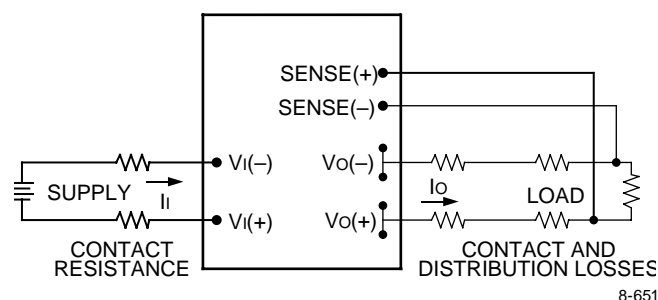 SENSE(+)
SENSE(–)
VI(–)
VO(–)
SUPPLY
II
IO
LOAD
VI(+)
VO(+)
CONTACT
RESISTANCE
CONTACT AND
DISTRIBUTION LOSSES
8-651